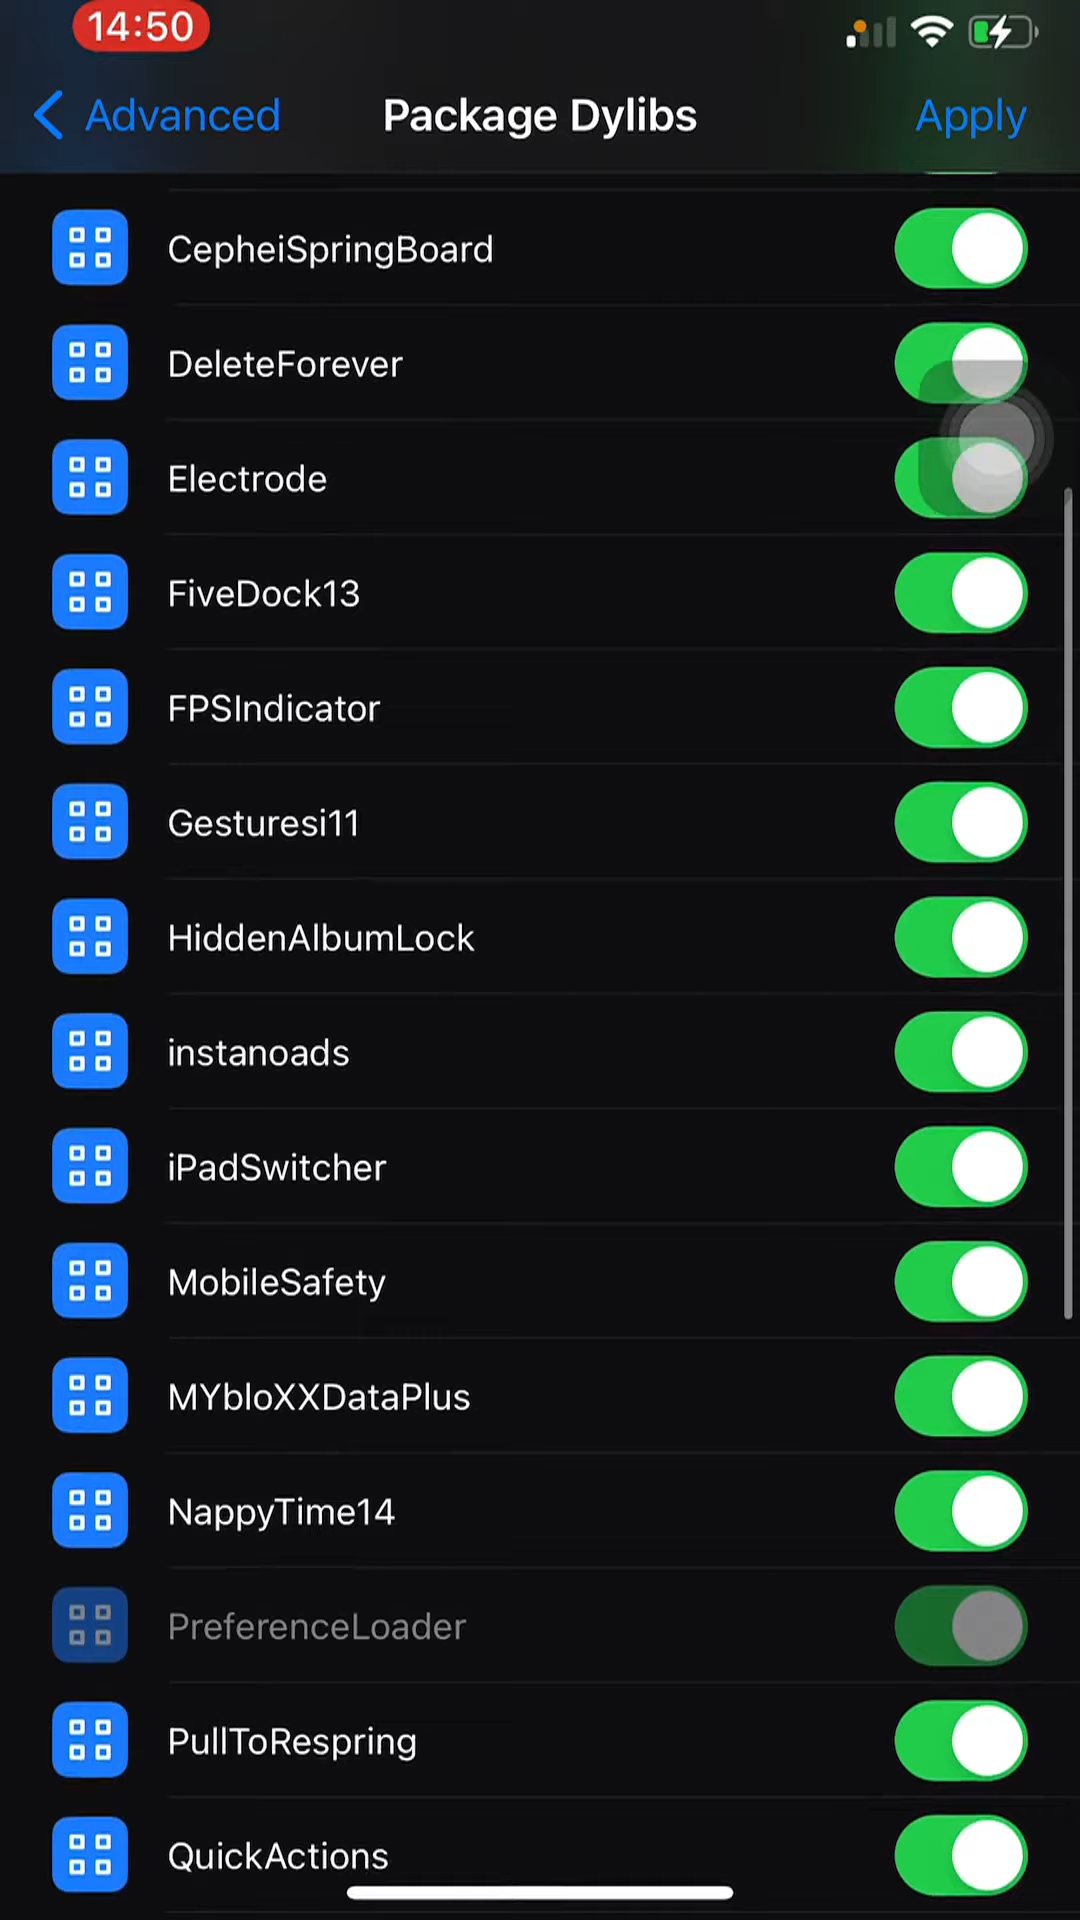 14:50
Advanced
Package Dylibs
Apply
CepheiSpringBoard
DeleteForever
Electrode
FiveDock13
FPSIndicator
Gesturesi11
HiddenAlbumLock
instanoads
iPadSwitcher
MobileSafety
MYbloXXDataPlus
NappyTime14
PreferenceLoader
PullToRespring
QuickActions